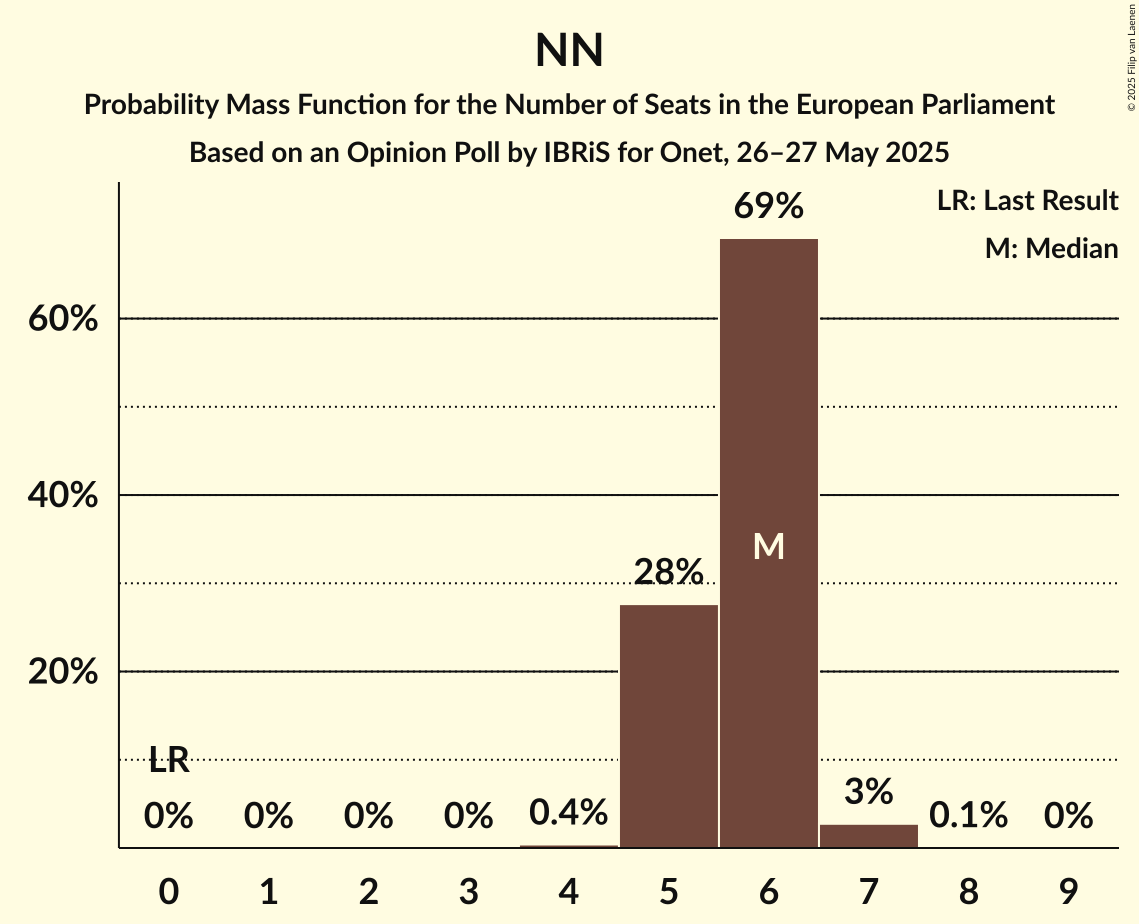 NN
Probability Mass Function for the Number of Seats in the European Parliament
Based on an Opinion Poll by IBRiS for Onet, 26–27 May 2025
© 2025 Filip van Laenen
LR: Last Result
M: Median
60%
40%
20%
LR
0%
0%
0%
0%
0.4%
28%
69%
M
3%
0.1%
0%
0 1 2 3 4 5 6 7 8 9